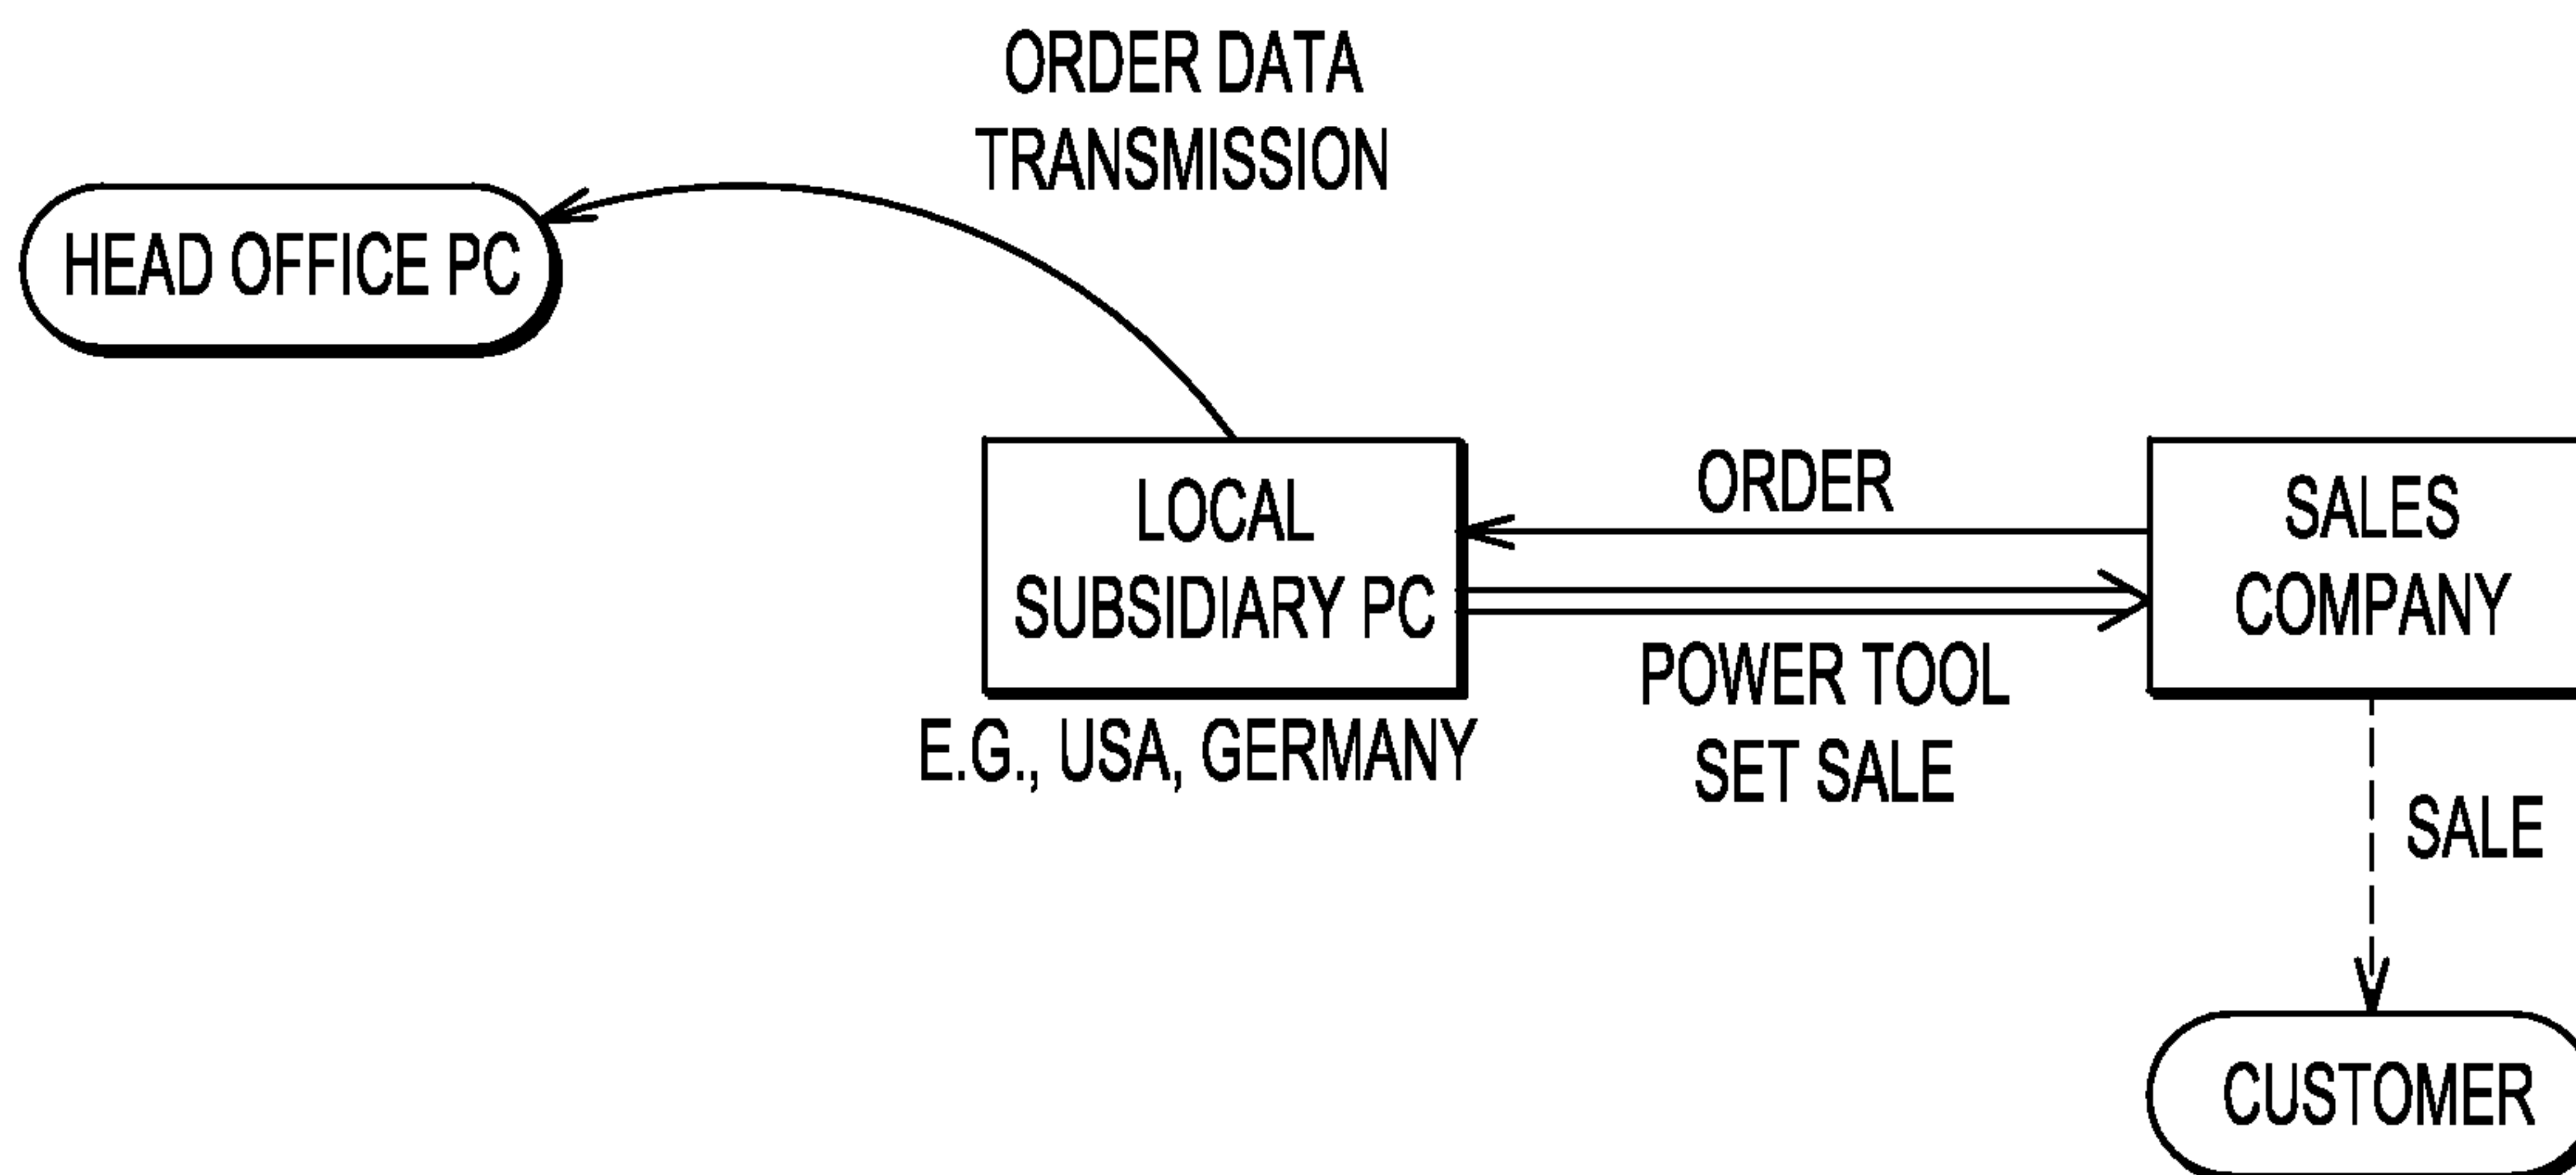 ORDER DATA
TRANSMISSION
HEAD OFFICE PC
LOCAL
SUBSIDIARY PC
E.G., USA, GERMANY
ORDER
POWER TOOL
SET SALE
SALES
COMPANY
SALE
CUSTOMER